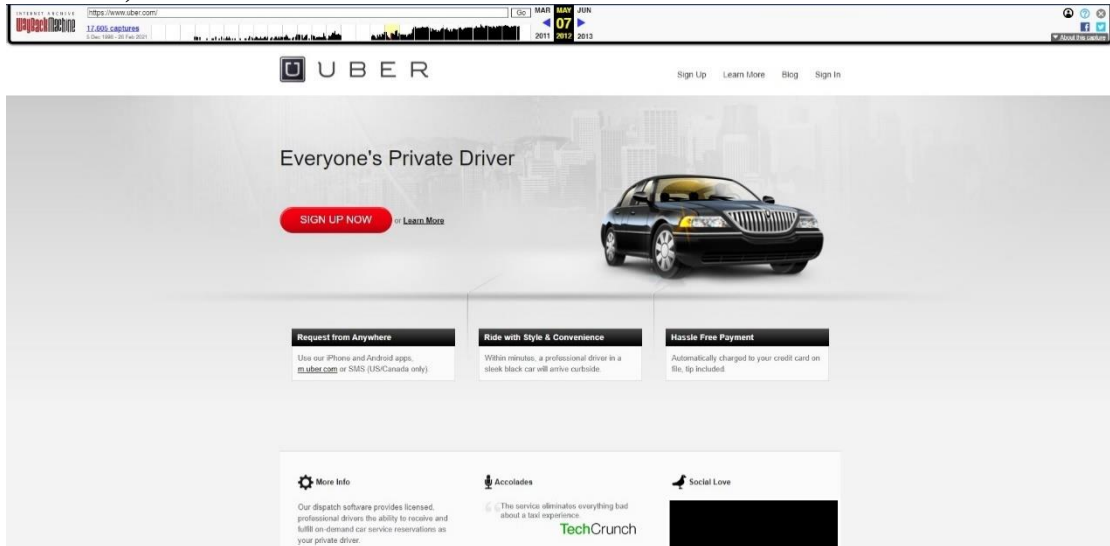 INTERNET ARCHIVE
WayBackMachine
https://www.uber.com/
Go
MAR MAY JUN
07
2011 2012 2013
17,605 captures
About this capture
U UBER
Sign Up Learn More Blog Sign In
Everyone's Private Driver
SIGN UP NOW or Learn More
Request from Anywhere
Use our iPhone and Android apps,
m.uber.com or SMS (US/Canada only).
Ride with Style & Convenience
Within minutes, a professional driver in a
sleek black car will arrive curbside.
Hassle Free Payment
Automatically charged to your credit card on
file, tip included.
More Info
Our dispatch software provides licensed,
professional drivers the ability to receive and
fulfill on-demand car service reservations as
your private driver.
Accolades
The service eliminates everything bad
about a taxi experience.
TechCrunch
Social Love